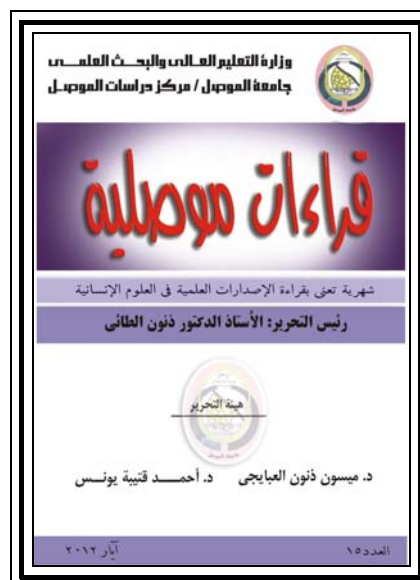 وزارة التعليم العالي والبحث العلمي
جامعة الموصل / مركز دراسات الموصل
قراءات موصلية
شهرية تعنى بقراءة الإصدارات العلمية في العلوم الإنسانية
رئيس التحرير: الأستاذ الدكتور ذنون الطائي
هيئة التحرير
د. ميسون ذنون العبايجي د. أحمد قتيبة يونس
العدد ١٥ آيار ٢٠١٢